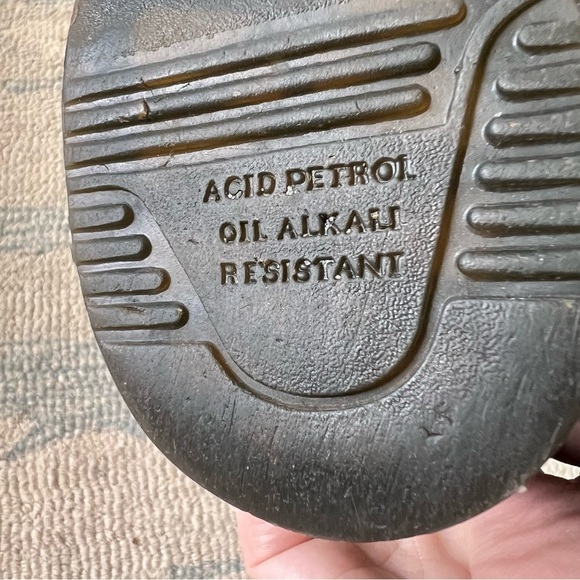 ACID PETROL
OIL ALKALI
RESISTANT